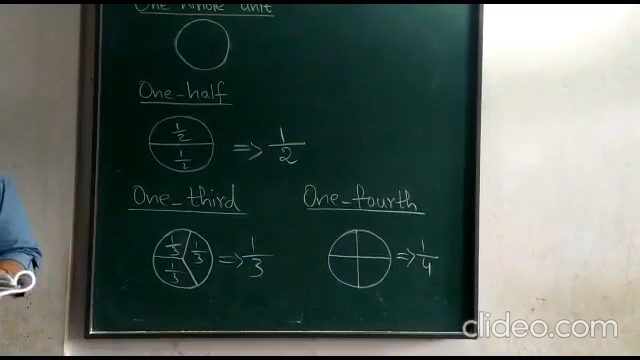 One whole unit
One-half
1/2
1/2
=> 1/2
One-third
1/3 1/3
1/3
=> 1/3
One-fourth
=> 1/4
clideo.com